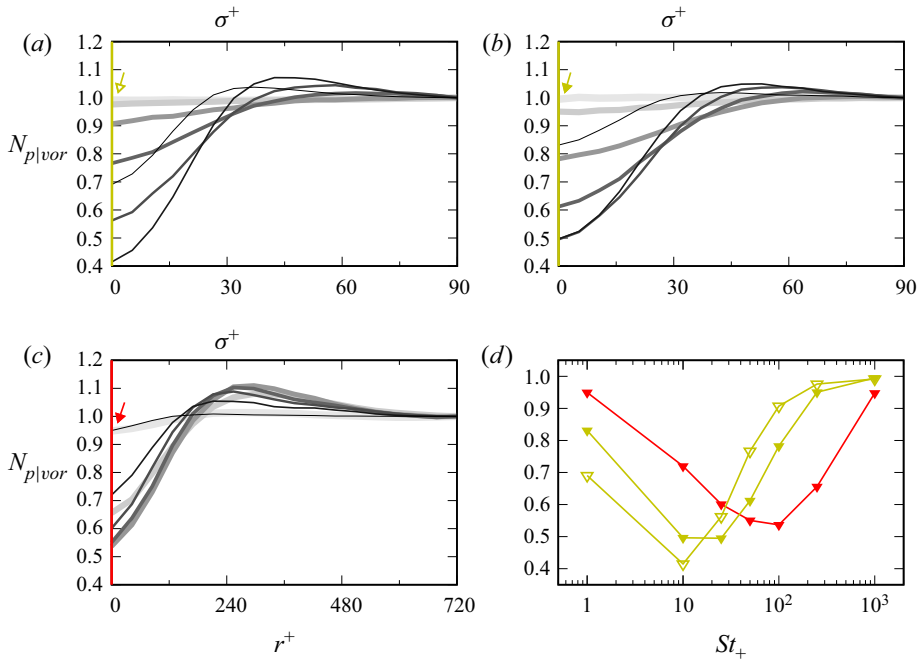 σ+ σ+
(a) (b)
1.2 1.2
1.1 1.1
1.0 1.0
0.9 0.9
N_p|vor 0.8 0.8
0.7 0.7
0.6 0.6
0.5 0.5
0.4 0.4
0 30 60 90 0 30 60 90
σ+
(c) (d)
1.2
1.1 1.0
1.0 0.9
0.9 0.8
N_p|vor 0.8 0.7
0.7 0.6
0.6 0.5
0.5 0.4
0.4
0 240 480 720 1 10 10² 10³
r+ St+